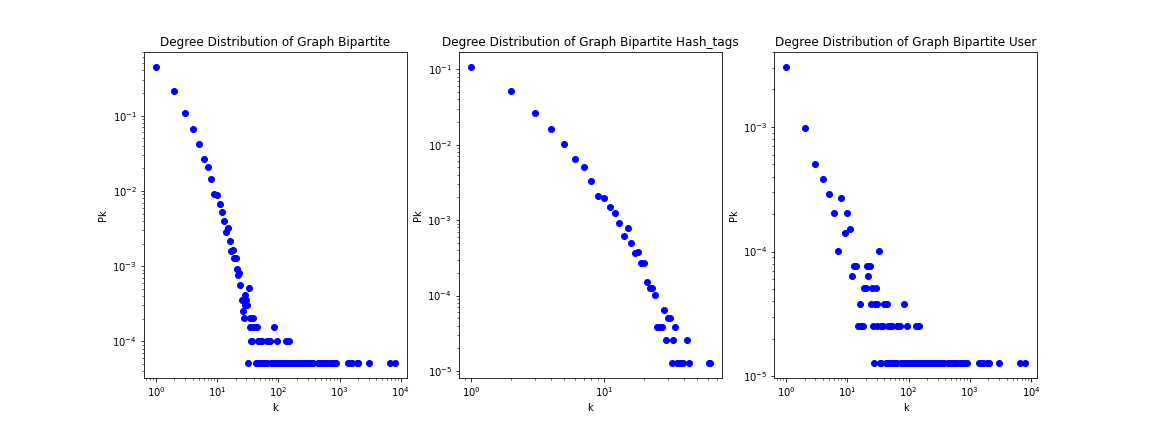 Degree Distribution of Graph Bipartite
Pk
10⁻¹
10⁻²
10⁻³
10⁻⁴
10⁰ 10¹ 10² 10³ 10⁴
k
Degree Distribution of Graph Bipartite Hash_tags
Pk
10⁻¹
10⁻²
10⁻³
10⁻⁴
10⁻⁵
10⁰ 10¹
k
Degree Distribution of Graph Bipartite User
Pk
10⁻³
10⁻⁴
10⁻⁵
10⁰ 10¹ 10² 10³ 10⁴
k